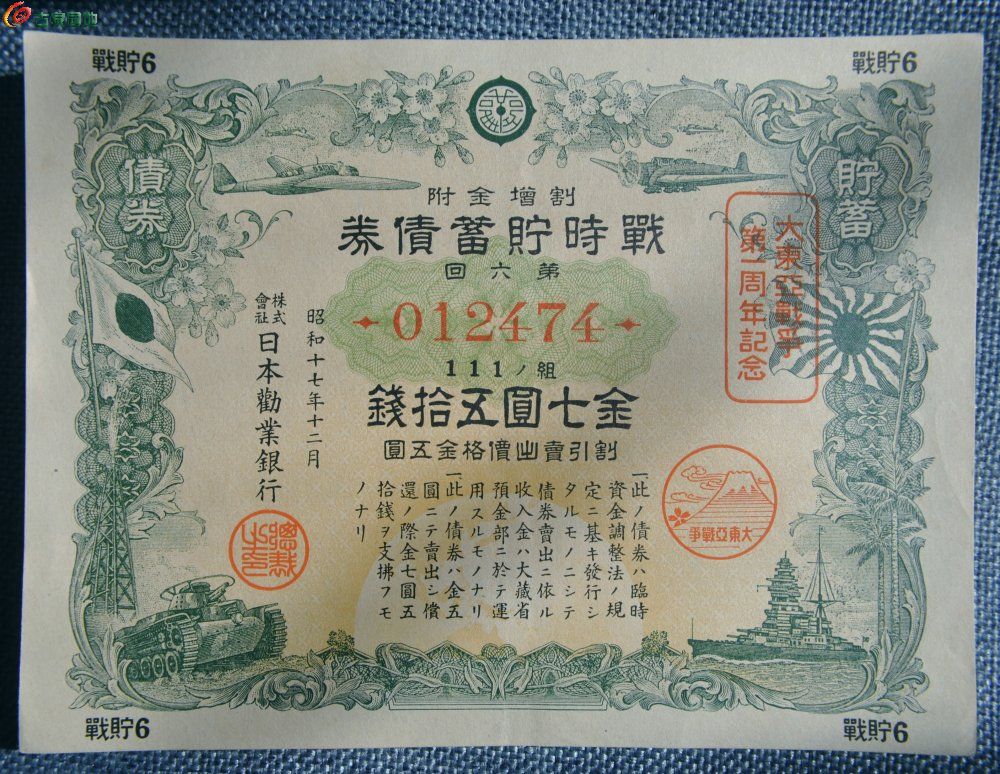 戰貯6
戰貯6
債券
貯蓄
割增金附
戰時貯蓄債券
第六回
012474
111ノ組
金七圓五拾錢
割引賣出價格金五圓
大東亞戰爭
第一周年記念
大東亞戰爭
一此ノ債券ハ臨時
資金調整法ノ規
定ニ基キ發行シ
タルモノニシテ
債券賣出ニ依ル
收入金ハ大藏省
預金部ニ於テ運
用スルモノナリ
一此ノ債券ハ金五
圓ニテ賣出シ償
還ノ際金七圓五
拾錢ヲ支拂フモ
ノナリ
昭和十七年十二月
株式會社日本勸業銀行
總裁之印
戰貯6
戰貯6